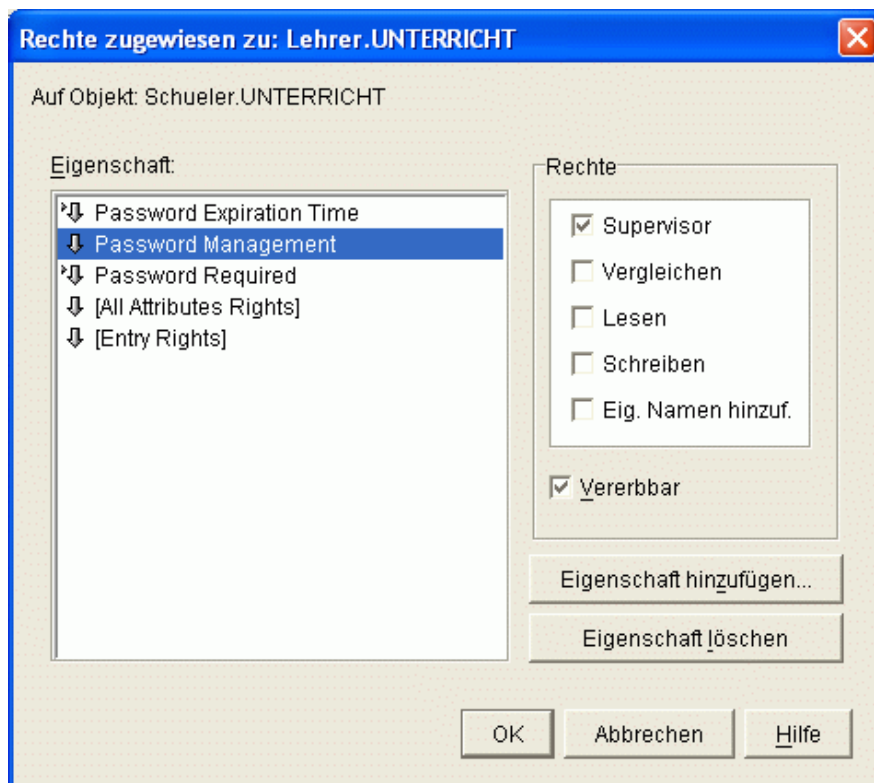 Rechte zugewiesen zu: Lehrer.UNTERRICHT
Auf Objekt: Schueler.UNTERRICHT
Eigenschaft:
Password Expiration Time
Password Management
Password Required
[All Attributes Rights]
[Entry Rights]
Rechte
Supervisor
Vergleichen
Lesen
Schreiben
Eig. Namen hinzuf.
Vererbbar
Eigenschaft hinzufügen...
Eigenschaft löschen
OK
Abbrechen
Hilfe